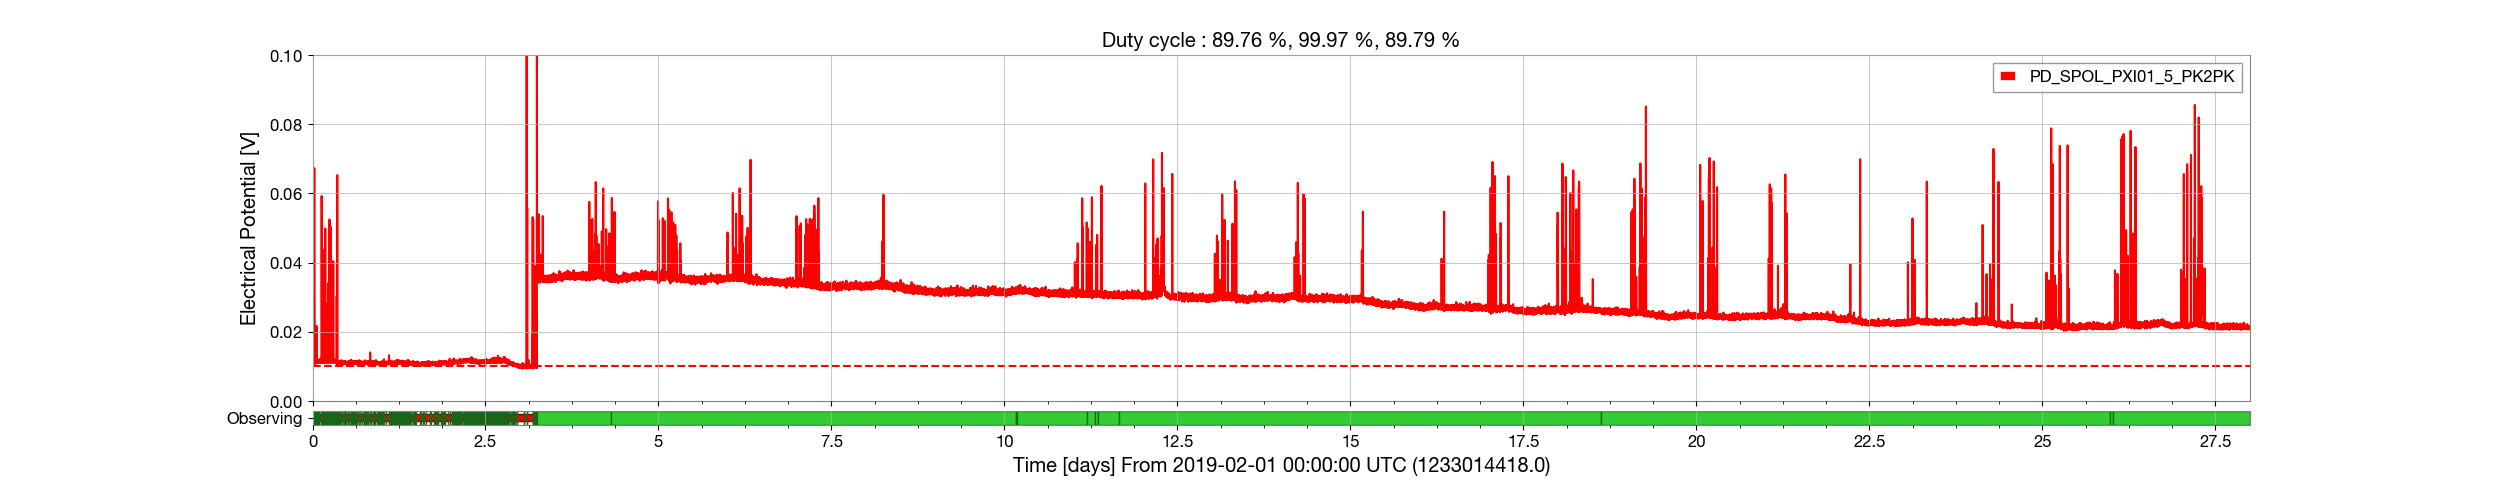 Duty cycle : 89.76 %, 99.97 %, 89.79 %
PD_SPOL_PXI01_5_PK2PK
Electrical Potential [V]
0.10
0.08
0.06
0.04
0.02
0.00
Observing
0 2.5 5 7.5 10 12.5 15 17.5 20 22.5 25 27.5
Time [days] From 2019-02-01 00:00:00 UTC (1233014418.0)